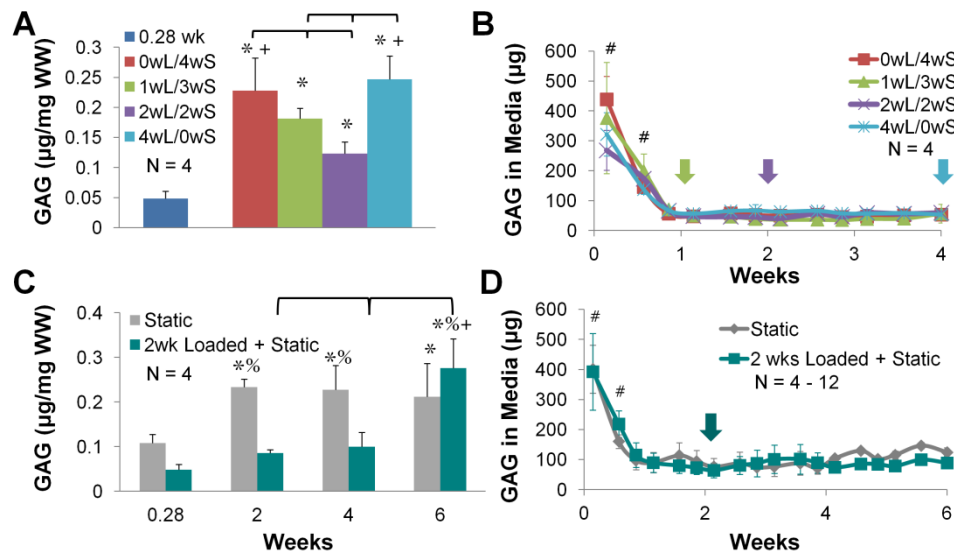 A
GAG (µg/mg WW)
0.3
0.25
0.2
0.15
0.1
0.05
0
0.28 wk
0wL/4wS
1wL/3wS
2wL/2wS
4wL/0wS
N = 4
* +
*
*
* +
B
GAG in Media (µg)
600
500
400
300
200
100
0
#
#
0wL/4wS
1wL/3wS
2wL/2wS
4wL/0wS
N = 4
0 1 2 3 4
Weeks
C
GAG (µg/mg WW)
0.4
0.3
0.2
0.1
0
Static
2wk Loaded + Static
N = 4
*%
*%
*
*%+
0.28 2 4 6
Weeks
D
GAG in Media (µg)
600
500
400
300
200
100
0
#
#
Static
2 wks Loaded + Static
N = 4 - 12
0 2 4 6
Weeks